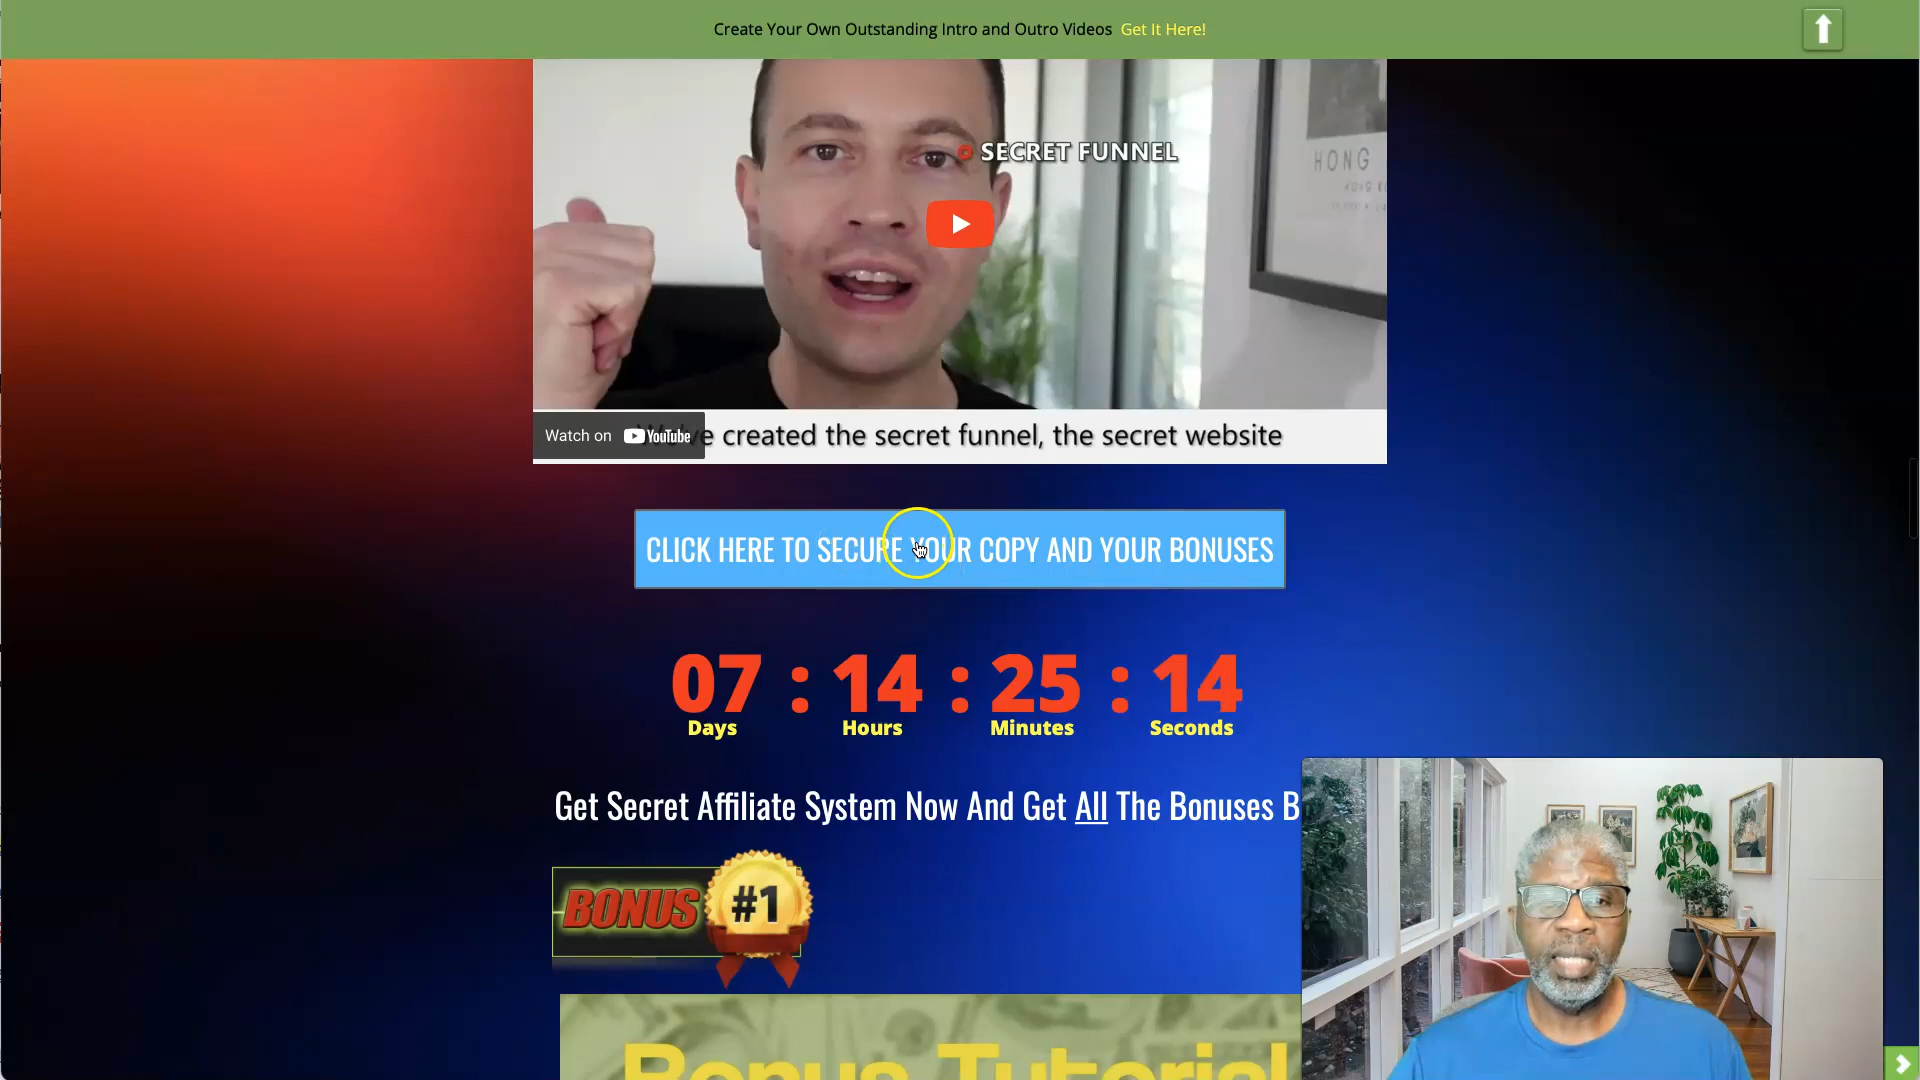 Create Your Own Outstanding Intro and Outro Videos Get It Here!
SECRET FUNNEL
HONG
Watch on YouTube
created the secret funnel, the secret website
CLICK HERE TO SECURE YOUR COPY AND YOUR BONUSES
07 : 14 : 25 : 14
Days Hours Minutes Seconds
Get Secret Affiliate System Now And Get All The Bonuses B
BONUS #1
Bonus Tutorial